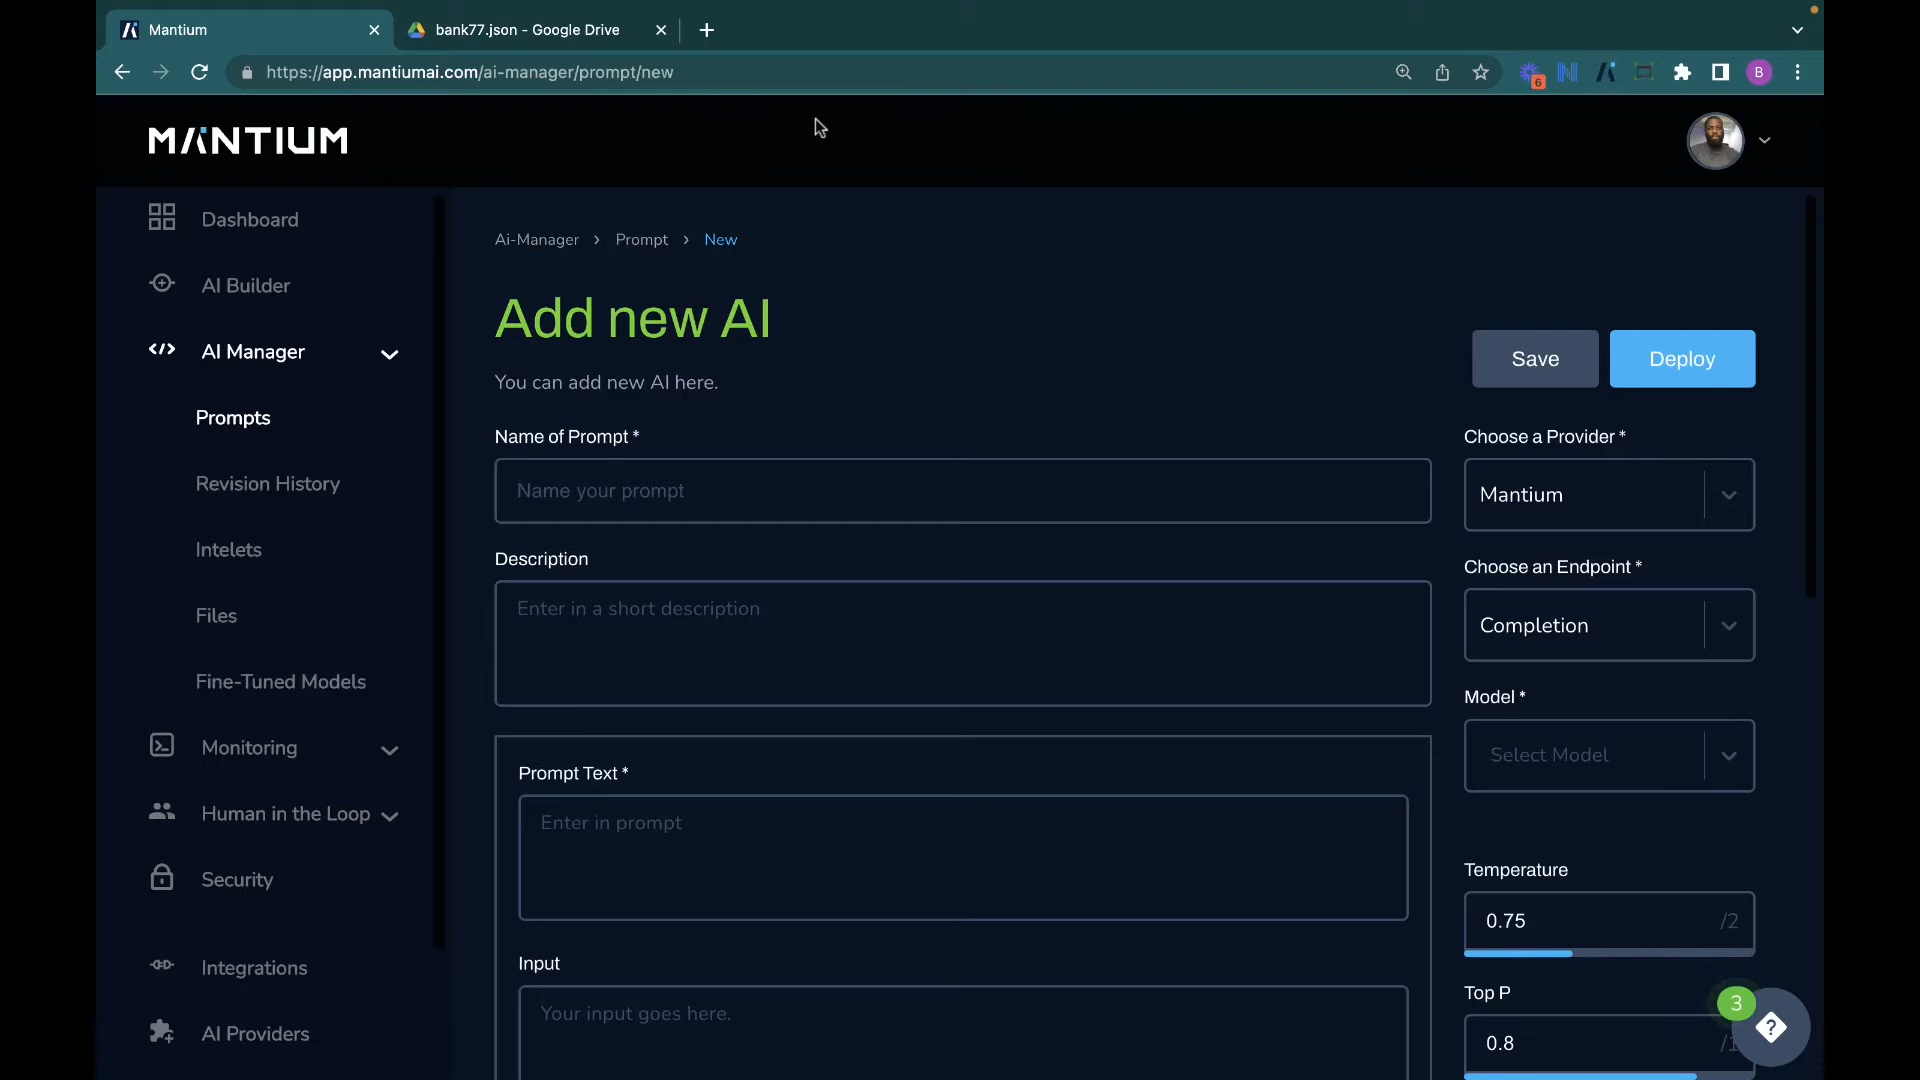 Mantium
bank77.json - Google Drive
https://app.mantiumai.com/ai-manager/prompt/new
6
B
MANTIUM
Dashboard
AI Builder
AI Manager
Prompts
Revision History
Intelets
Files
Fine-Tuned Models
Monitoring
Human in the Loop
Security
Integrations
AI Providers
Ai-Manager > Prompt > New
Add new AI
You can add new AI here.
Save
Deploy
Name of Prompt *
Name your prompt
Description
Enter in a short description
Prompt Text *
Enter in prompt
Input
Your input goes here.
Choose a Provider *
Mantium
Choose an Endpoint *
Completion
Model *
Select Model
Temperature
0.75 /2
Top P
0.8 /1
3
?